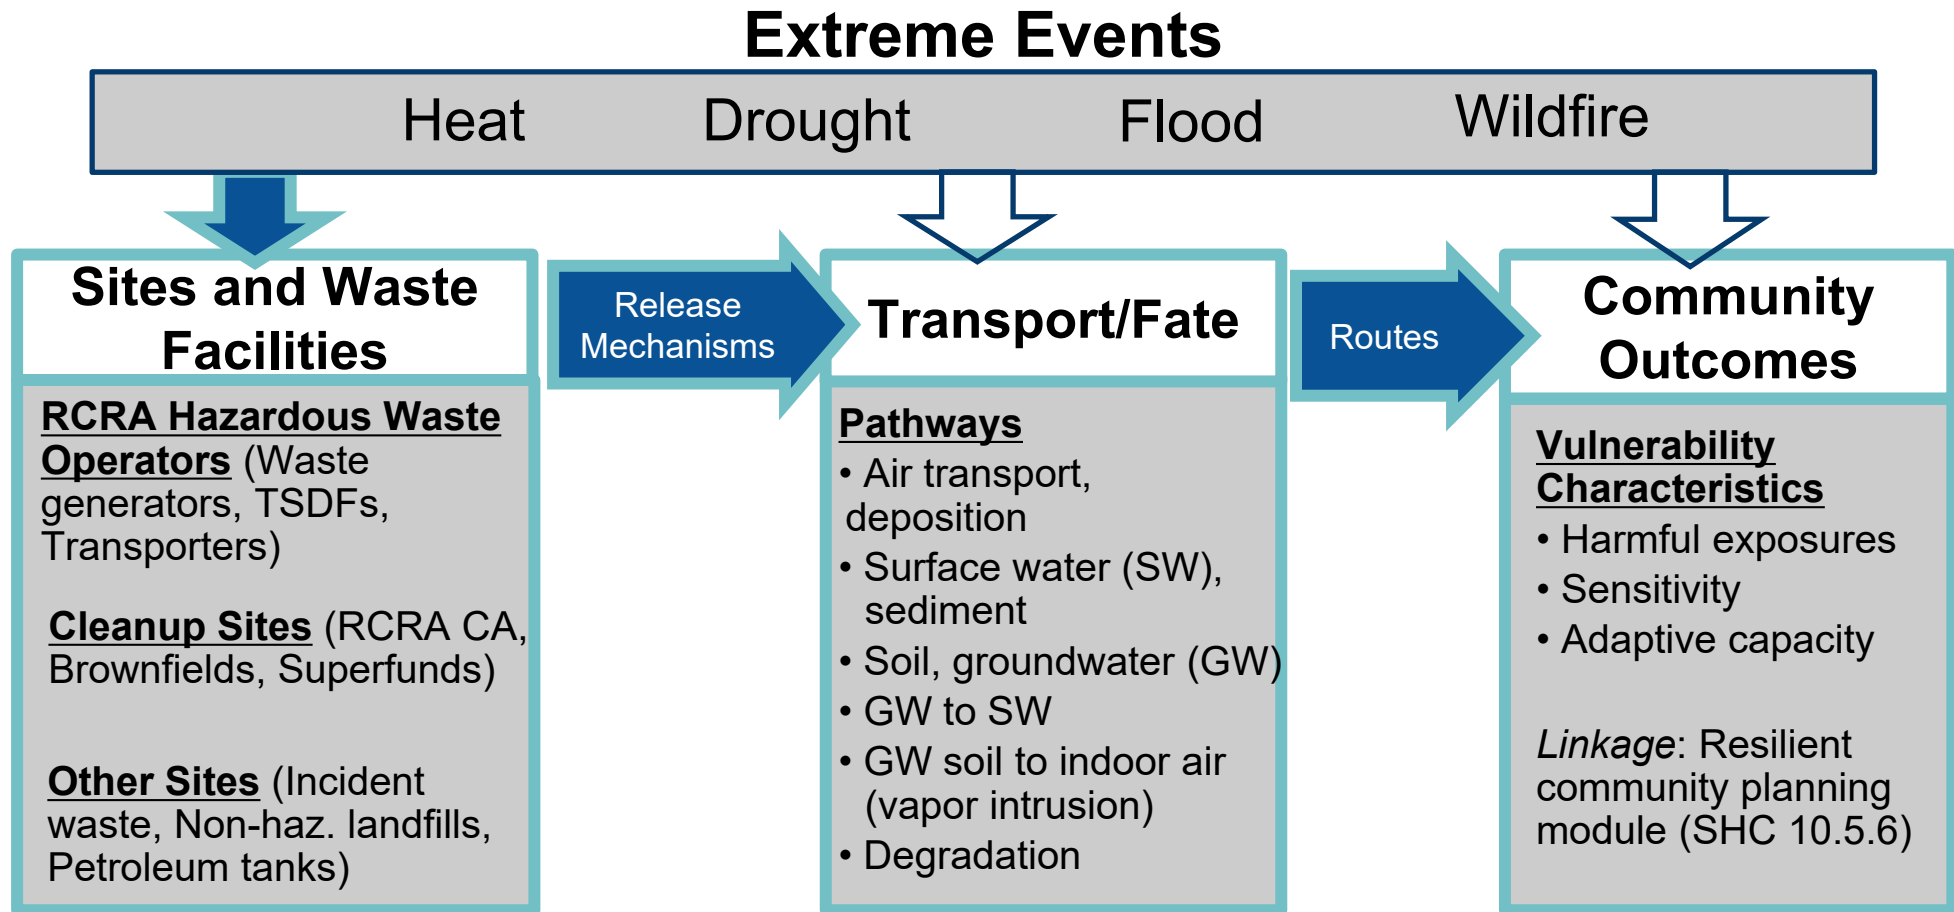 Extreme Events
Heat Drought Flood Wildfire
Sites and Waste
Facilities
RCRA Hazardous Waste
Operators (Waste
generators, TSDFs,
Transporters)
Cleanup Sites (RCRA CA,
Brownfields, Superfunds)
Other Sites (Incident
waste, Non-haz. landfills,
Petroleum tanks)
Release
Mechanisms
Transport/Fate
Pathways
• Air transport,
deposition
• Surface water (SW),
sediment
• Soil, groundwater (GW)
• GW to SW
• GW soil to indoor air
(vapor intrusion)
• Degradation
Routes
Community
Outcomes
Vulnerability
Characteristics
• Harmful exposures
• Sensitivity
• Adaptive capacity
Linkage: Resilient
community planning
module (SHC 10.5.6)